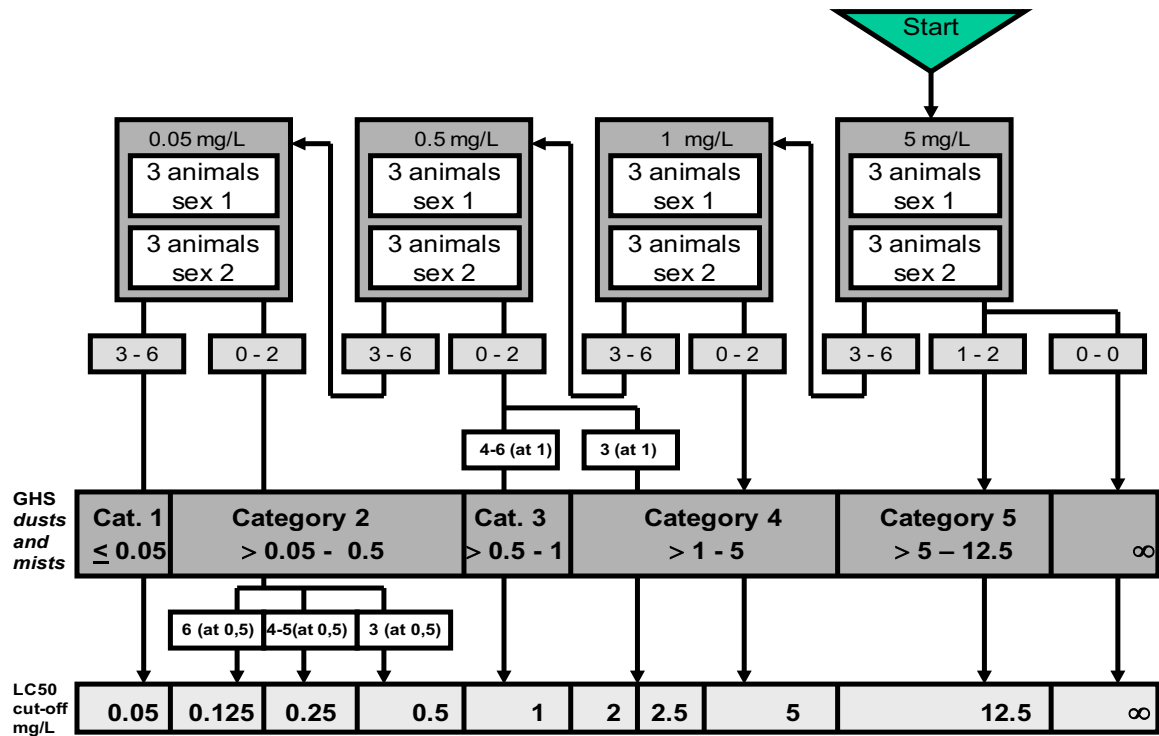 Start
0.05 mg/L
0.5 mg/L
1 mg/L
5 mg/L
3 animals
sex 1
3 animals
sex 2
3 animals
sex 1
3 animals
sex 2
3 animals
sex 1
3 animals
sex 2
3 animals
sex 1
3 animals
sex 2
3 - 6
0 - 2
3 - 6
0 - 2
3 - 6
0 - 2
3 - 6
1 - 2
0 - 0
4-6 (at 1)
3 (at 1)
GHS
dusts
and
mists
Cat. 1
≤ 0.05
Category 2
> 0.05 - 0.5
Cat. 3
> 0.5 - 1
Category 4
> 1 - 5
Category 5
> 5 – 12.5
∞
6 (at 0,5)
4-5(at 0,5)
3 (at 0,5)
LC50
cut-off
mg/L
0.05
0.125
0.25
0.5
1
2
2.5
5
12.5
∞